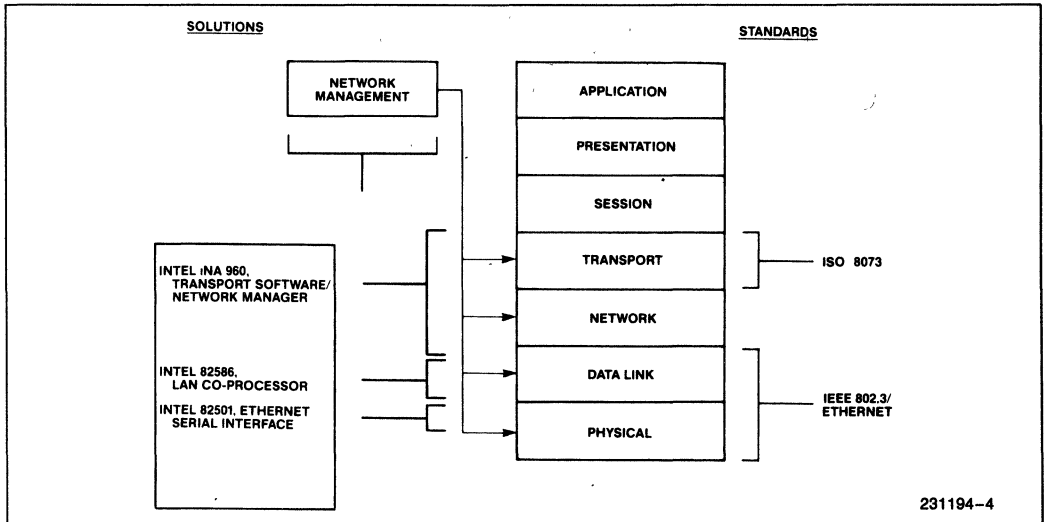 SOLUTIONS
STANDARDS
NETWORK
MANAGEMENT
APPLICATION
PRESENTATION
SESSION
TRANSPORT
NETWORK
DATA LINK
PHYSICAL
INTEL iNA 960,
TRANSPORT SOFTWARE/
NETWORK MANAGER
INTEL 82586,
LAN CO-PROCESSOR
INTEL 82501, ETHERNET
SERIAL INTERFACE
ISO 8073
IEEE 802.3/
ETHERNET
231194-4